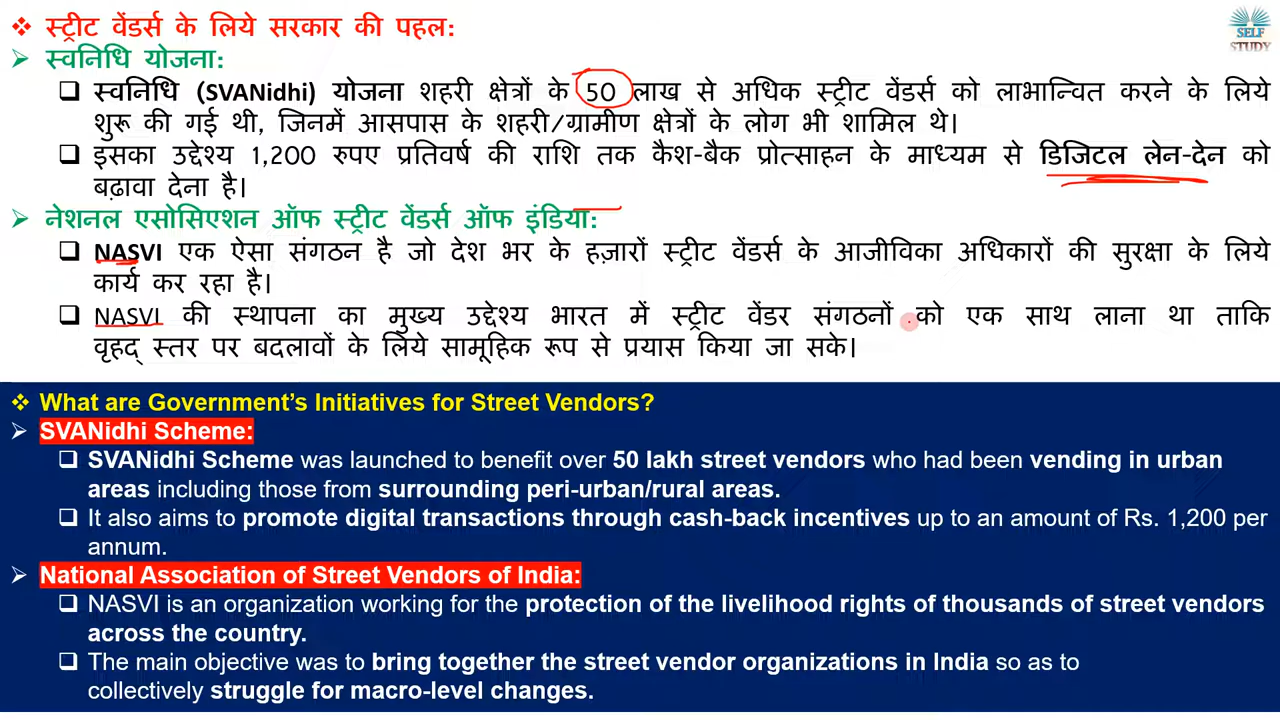 ❖ स्ट्रीट वेंडर्स के लिये सरकार की पहल:
SELF
STUDY
➢ स्वनिधि योजना:
❑ स्वनिधि (SVANidhi) योजना शहरी क्षेत्रों के 50 लाख से अधिक स्ट्रीट वेंडर्स को लाभान्वित करने के लिये
शुरू की गई थी, जिनमें आसपास के शहरी/ग्रामीण क्षेत्रों के लोग भी शामिल थे।
❑ इसका उद्देश्य 1,200 रुपए प्रतिवर्ष की राशि तक कैश-बैक प्रोत्साहन के माध्यम से डिजिटल लेन-देन को
बढ़ावा देना है।
➢ नेशनल एसोसिएशन ऑफ स्ट्रीट वेंडर्स ऑफ इंडिया:
❑ NASVI एक ऐसा संगठन है जो देश भर के हज़ारों स्ट्रीट वेंडर्स के आजीविका अधिकारों की सुरक्षा के लिये
कार्य कर रहा है।
❑ NASVI की स्थापना का मुख्य उद्देश्य भारत में स्ट्रीट वेंडर संगठनों को एक साथ लाना था ताकि
वृहद् स्तर पर बदलावों के लिये सामूहिक रूप से प्रयास किया जा सके।
❖ What are Government's Initiatives for Street Vendors?
➢ SVANidhi Scheme:
❑ SVANidhi Scheme was launched to benefit over 50 lakh street vendors who had been vending in urban
areas including those from surrounding peri-urban/rural areas.
❑ It also aims to promote digital transactions through cash-back incentives up to an amount of Rs. 1,200 per
annum.
➢ National Association of Street Vendors of India:
❑ NASVI is an organization working for the protection of the livelihood rights of thousands of street vendors
across the country.
❑ The main objective was to bring together the street vendor organizations in India so as to
collectively struggle for macro-level changes.